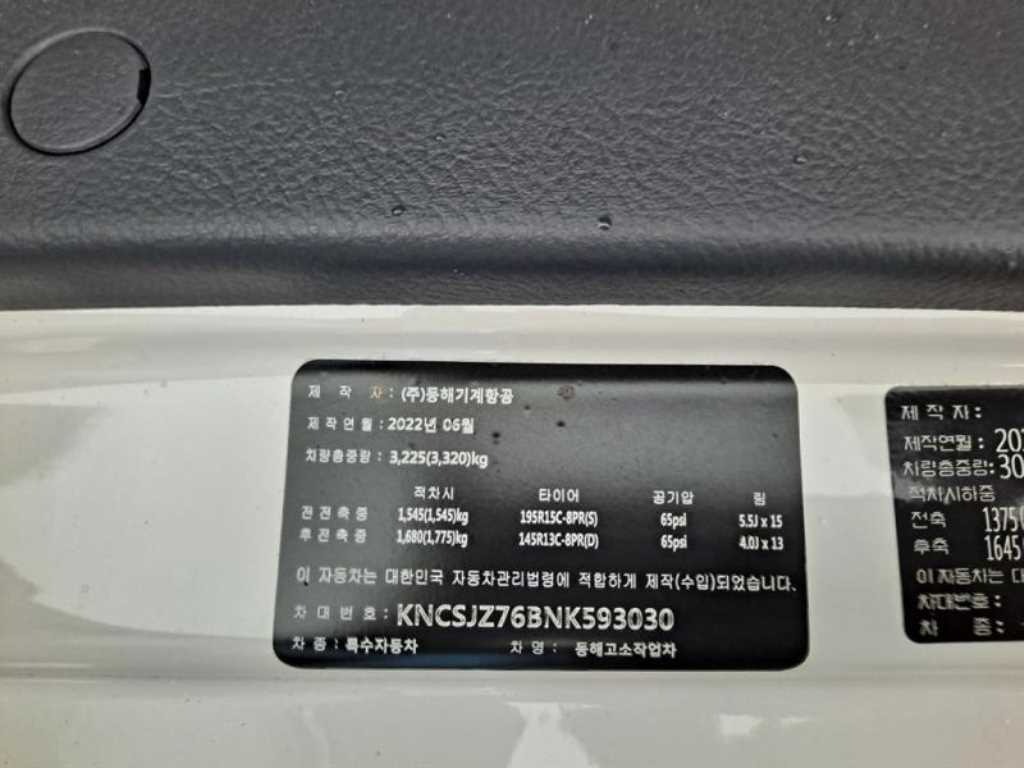 제 작 자 : (주)동해기계항공
제작연월 : 2022년 06월
차량총중량 : 3,225(3,320)kg
적차시 타이어 공기압 림
전전축중 1,545(1,545)kg 195R15C-8PR(S) 65psi 5.5J x 15
후전축중 1,680(1,775)kg 145R13C-8PR(D) 65psi 4.0J x 13
이 자동차는 대한민국 자동차관리법령에 적합하게 제작(수입)되었습니다.
차대번호 : KNCSJZ76BNK593030
차종 : 특수자동차 차명 : 동해고소작업차
제작자 :
제작연월 : 202
차량총중량 : 30
적차시하중
전축 1375(
후축 1645(
이 자동차는 대
차대번호 :
차 종 :